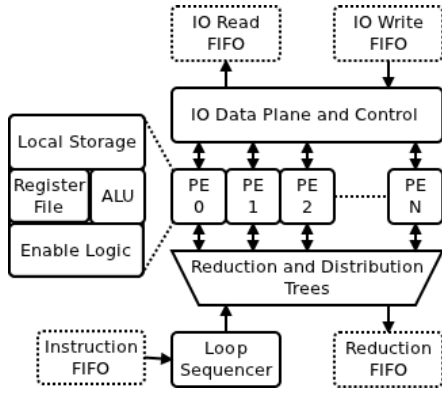 IO Read
FIFO
IO Write
FIFO
IO Data Plane and Control
Local Storage
Register
File
ALU
Enable Logic
PE
0
PE
1
PE
2
PE
N
Reduction and Distribution
Trees
Instruction
FIFO
Loop
Sequencer
Reduction
FIFO